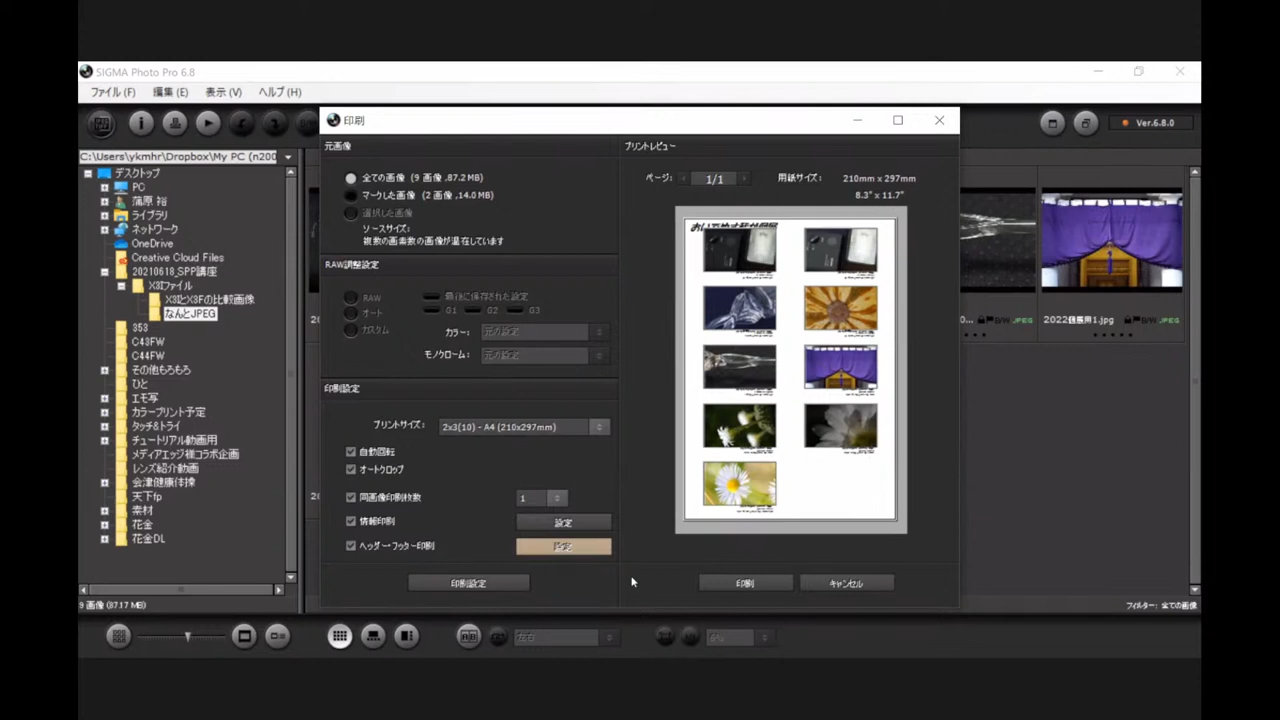 SIGMA Photo Pro 6.8
ファイル (F) 編集 (E) 表示 (V) ヘルプ (H)
Ver.6.8.0
C:\Users\ykmhr\Dropbox\My PC (n200
デスクトップ
PC
蒲原 裕
ライブラリ
ネットワーク
OneDrive
Creative Cloud Files
20210618_SPP講座
X3Iファイル
X3IとX3Fの比較画像
なんとJPEG
353
C43FW
C44FW
その他もろもろ
ひと
エモ写
カラープリント予定
タッチ&トライ
チュートリアル動画用
メディアエッジ様コラボ企画
レンズ紹介動画
会津健康体操
天下fp
素材
花金
花金DL
9 画像 (87.17 MB)
印刷
元画像
全ての画像 (9 画像 ,87.2 MB)
マークした画像 (2 画像 ,14.0 MB)
選択した画像
ソースサイズ:
複数の画素数の画像が混在しています
RAW調整設定
RAW
オート
カスタム
最後に保存された設定
G1 G2 G3
カラー: 元の設定
モノクローム: 元の設定
印刷設定
プリントサイズ: 2x3(10) - A4 (210x297mm)
自動回転
オートクロップ
同画像印刷枚数 1
情報印刷 設定
ヘッダー・フッター印刷 設定
印刷設定
プリントレビュー
ページ: 1/1 用紙サイズ: 210mm x 297mm
8.3" x 11.7"
印刷 キャンセル
2022個展用1.jpg
JPEG
フィルター: 全ての画像
左右